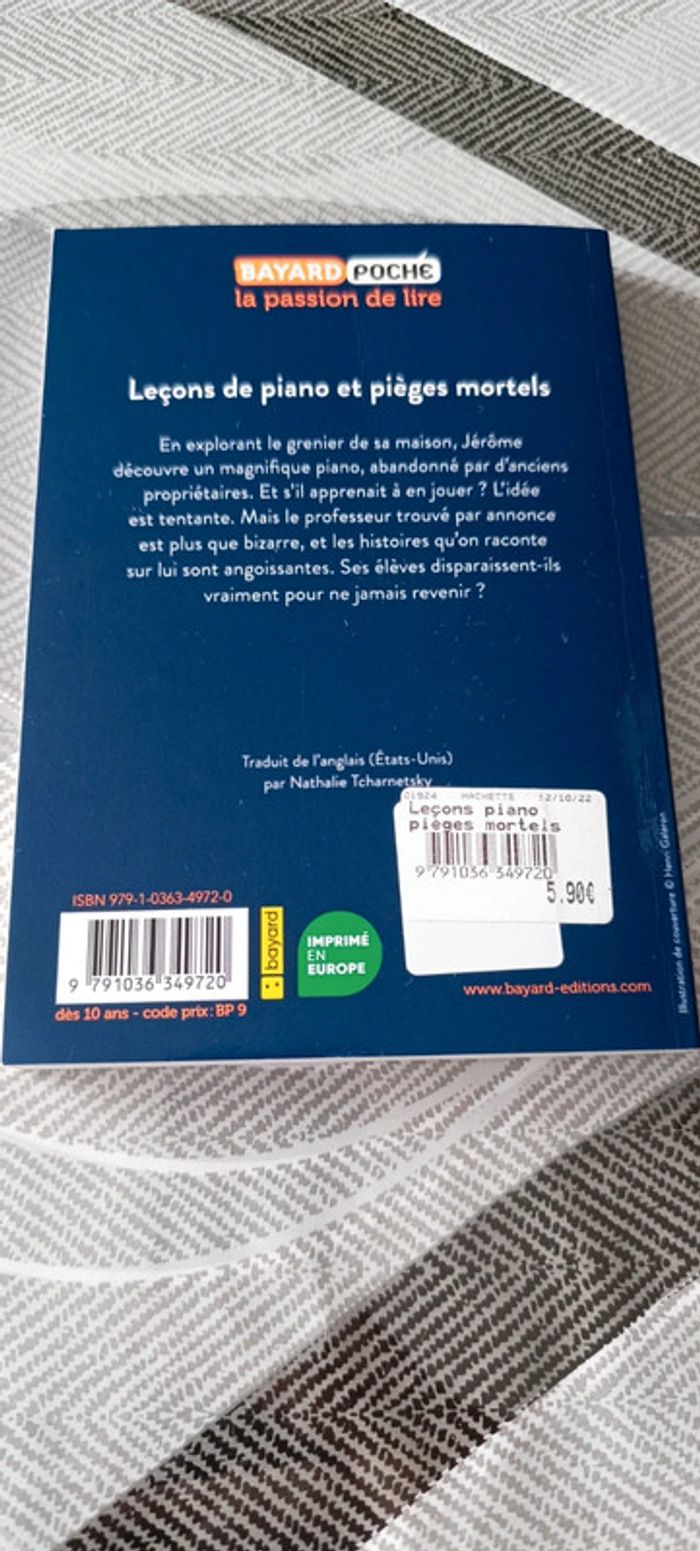 BAYARD POCHE
la passion de lire
Leçons de piano et pièges mortels
En explorant le grenier de sa maison, Jérôme
découvre un magnifique piano, abandonné par d'anciens
propriétaires. Et s'il apprenait à en jouer ? L'idée
est tentante. Mais le professeur trouvé par annonce
est plus que bizarre, et les histoires qu'on raconte
sur lui sont angoissantes. Ses élèves disparaissent-ils
vraiment pour ne jamais revenir ?
Traduit de l'anglais (États-Unis)
par Nathalie Tcharnetsky
01924 HACHETTE 12/10/22
Leçons piano
pièges mortels
9 791036 349720
5.90€
ISBN 979-1-0363-4972-0
9 791036 349720
bayard
IMPRIMÉ
EN
EUROPE
www.bayard-editions.com
dès 10 ans - code prix : BP 9
Illustration de couverture © Henri Galeron